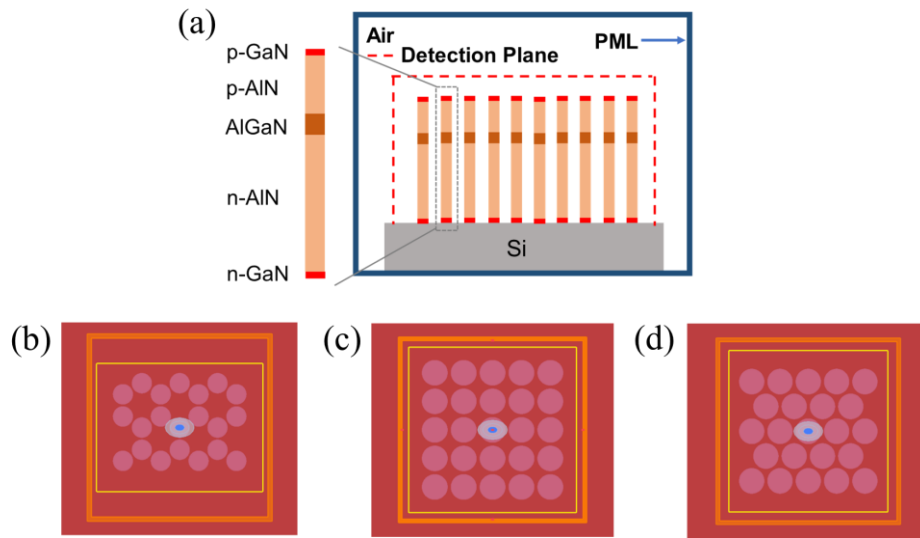 (a)
p-GaN
p-AlN
AlGaN
n-AlN
n-GaN
Air
PML
Detection Plane
Si
(b)
(c)
(d)